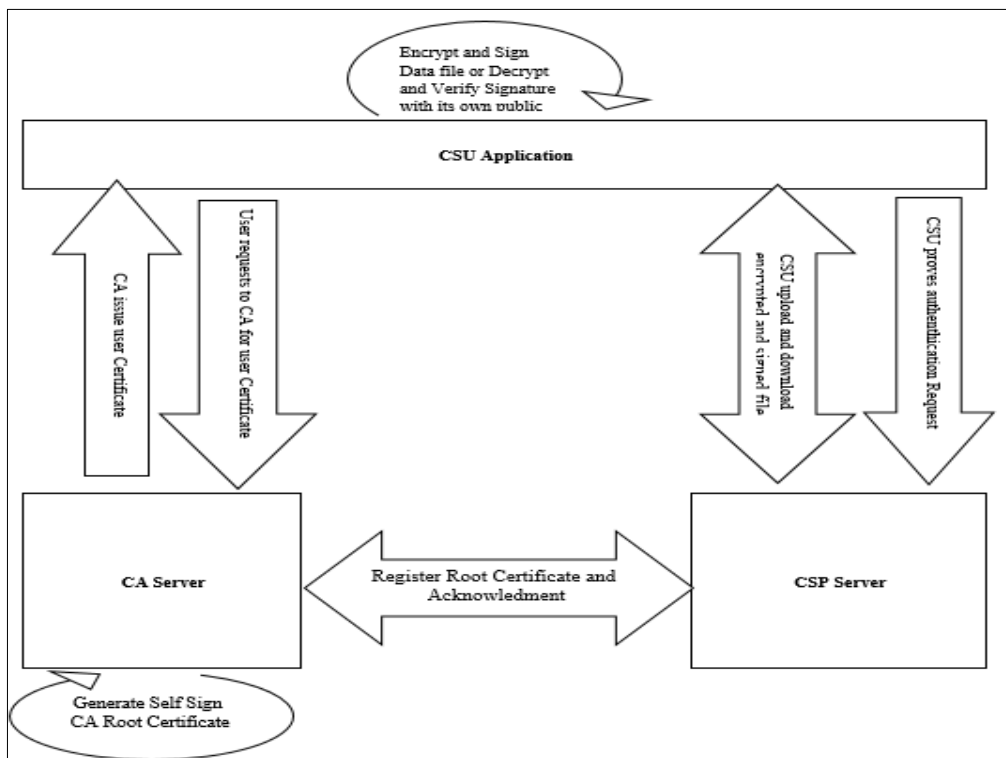 Encrypt and Sign
Data file or Decrypt
and Verify Signature
with its own public
CSU Application
CA issue user Certificate
User requests to CA for user Certificate
CSU upload and download
encrypted and signed file
CSU proves authenthication Request
CA Server
Register Root Certificate and
Acknowledment
CSP Server
Generate Self Sign
CA Root Certificate